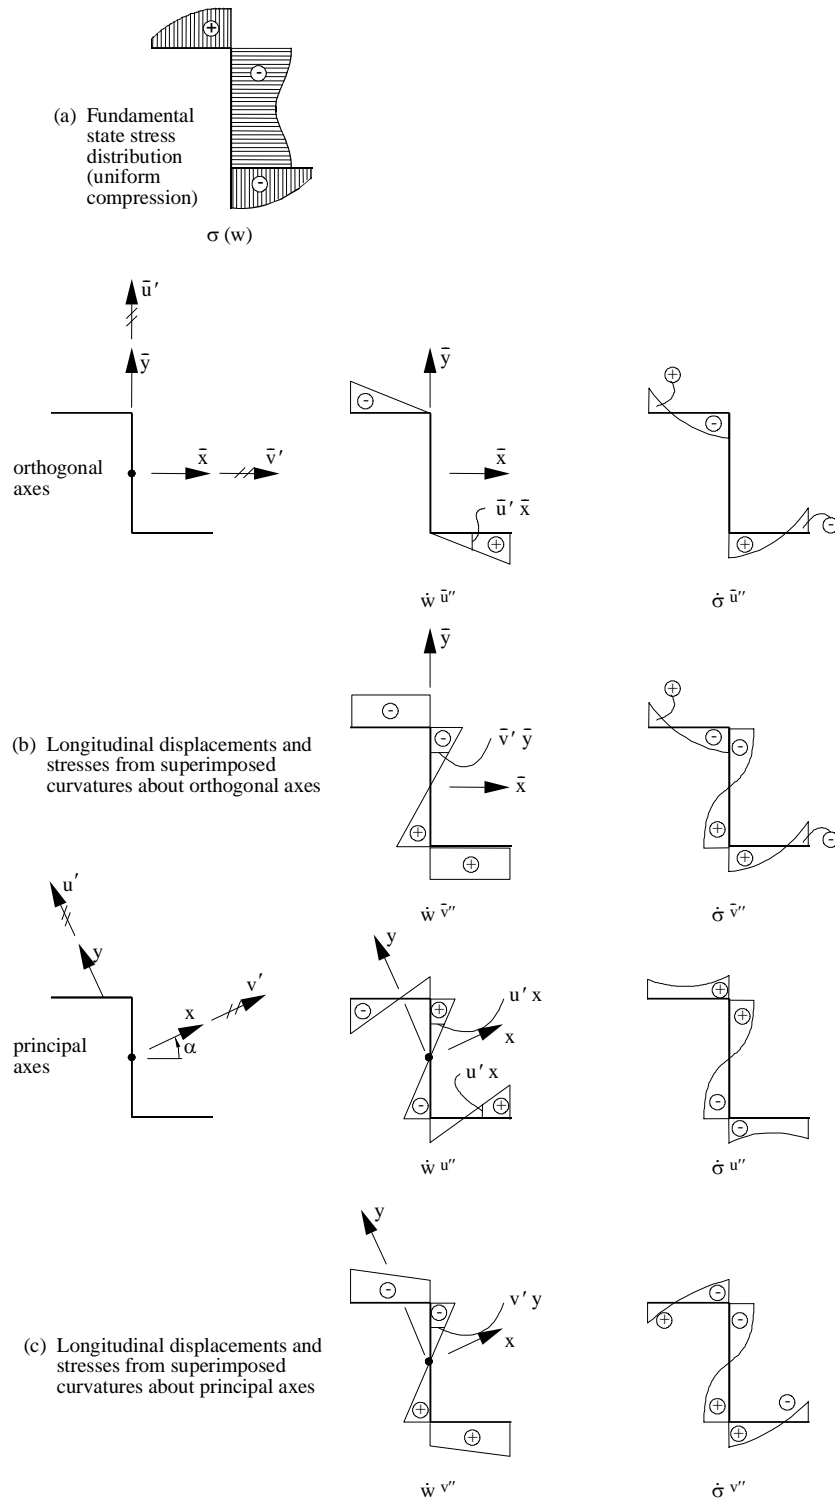 +
-
(a) Fundamental
state stress
distribution
(uniform
compression)
-
σ (w)
ū′
ȳ
x̄
v̄′
orthogonal
axes
ȳ
-
x̄
ū′ x̄
+
ẇ ū″
+
-
-
+
σ̇ ū″
ȳ
-
-
v̄′ ȳ
x̄
+
+
ẇ v̄″
+
-
-
+
+
-
σ̇ v̄″
(b) Longitudinal displacements and
stresses from superimposed
curvatures about orthogonal axes
u′
y
x
v′
α
principal
axes
y
-
+
u′ x
x
u′ x
-
+
ẇ u″
+
+
-
-
σ̇ u″
y
-
-
v′ y
x
+
+
ẇ v″
-
+
-
-
+
+
σ̇ v″
(c) Longitudinal displacements and
stresses from superimposed
curvatures about principal axes